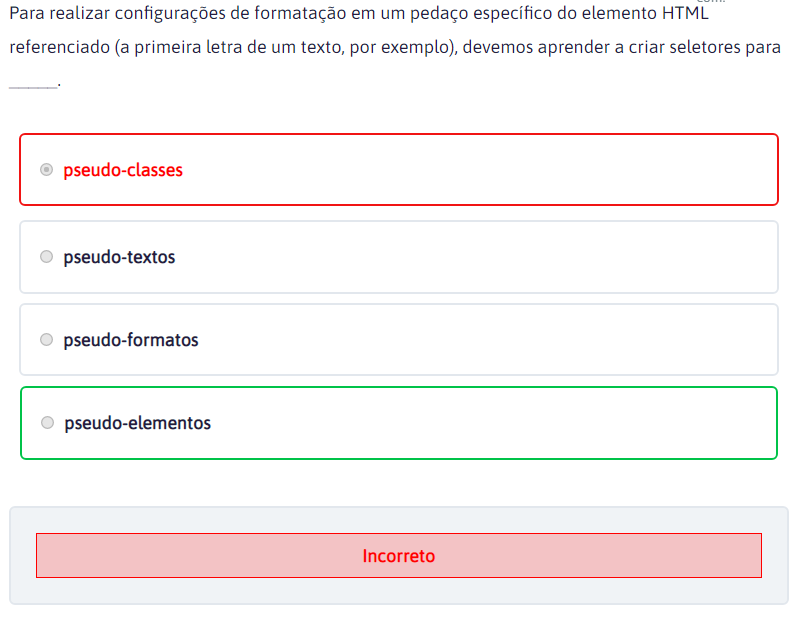 Para realizar configurações de formatação em um pedaço específico do elemento HTML
referenciado (a primeira letra de um texto, por exemplo), devemos aprender a criar seletores para
______.
pseudo-classes
pseudo-textos
pseudo-formatos
pseudo-elementos
Incorreto